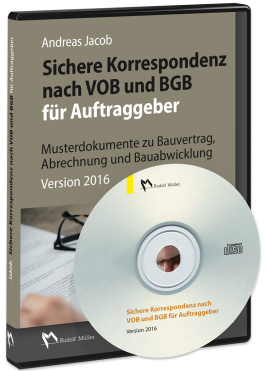 Andreas Jacob
Sichere Korrespondenz
nach VOB und BGB
für Auftraggeber
Musterdokumente zu Bauvertrag,
Abrechnung und Bauabwicklung
Version 2016
Jacob Sichere Korrespondenz nach VOB und BGB für Auftraggeber
Rudolf Müller
Rudolf Müller
Sichere Korrespondenz nach
VOB und BGB für Auftraggeber
Version 2016